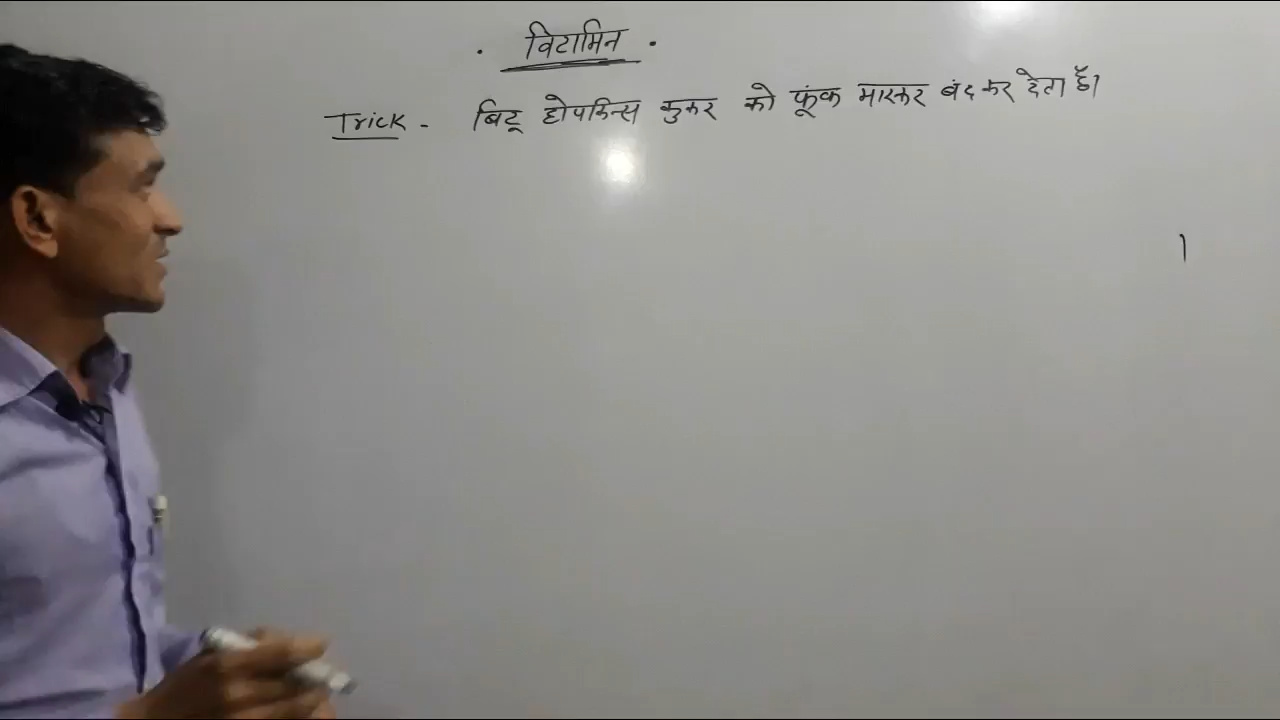 . विटामिन .
Trick - बिटू होपकिन्स कुकर को फूंक मारकर बंद कर देता है।